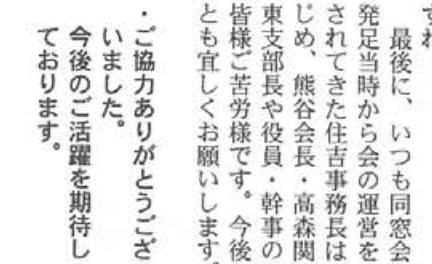 最後に、いつも同窓会
発足当時から会の運営を
されてきた住吉事務長は
じめ、熊谷会長・高森関
東支部長や役員・幹事の
皆様ご苦労様です。今後
とも宜しくお願いします。
・ご協力ありがとうござ
いました。
今後のご活躍を期待し
ております。